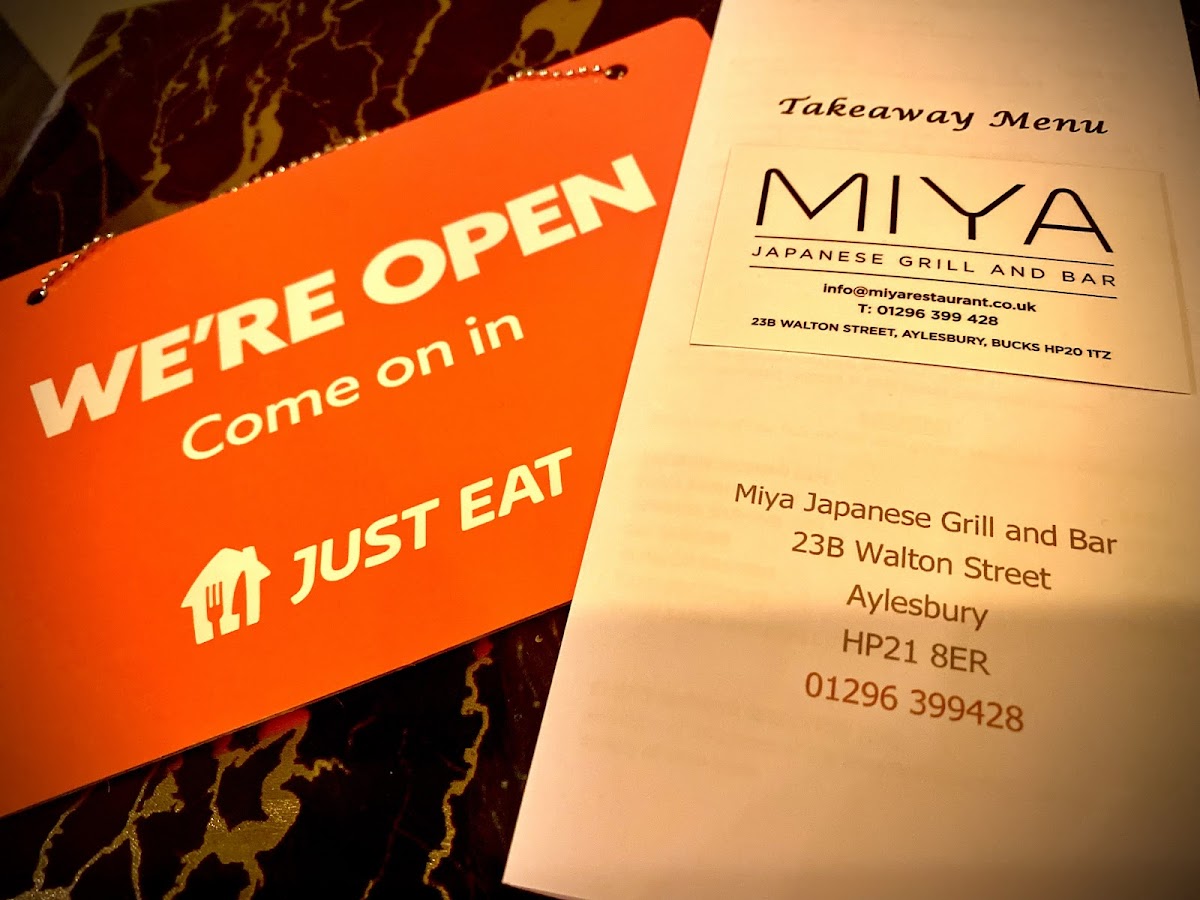 WE'RE OPEN
Come on in
JUST EAT
Takeaway Menu
MIYA
JAPANESE GRILL AND BAR
info@miyarestaurant.co.uk
T: 01296 399 428
23B WALTON STREET, AYLESBURY, BUCKS HP20 1TZ
Miya Japanese Grill and Bar
23B Walton Street
Aylesbury
HP21 8ER
01296 399428